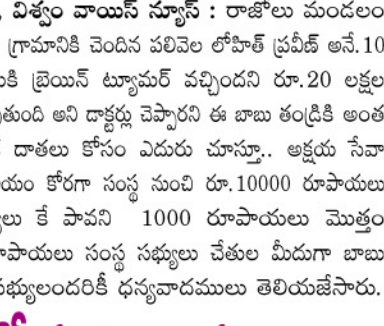 , విశ్వం వాయిస్ న్యూస్ : రాజోలు మండలం
గ్రామానికి చెందిన పలివెల లోహిత్ ప్రవీణ్ అనే.10
కి బ్రెయిన్ ట్యూమర్ వచ్చిందని రూ.20 లక్షల
తుంది అని డాక్టర్లు చెప్పారని ఈ బాబు తండ్రికి అంత
దాతలు కోసం ఎదురు చూస్తూ.. అక్షయ సేవా
యం కోరగా సంస్థ నుంచి రూ.10000 రూపాయలు
లు కే పావని 1000 రూపాయలు మొత్తం
పాయలు సంస్థ సభ్యులు చేతుల మీదుగా బాబు
సభ్యులందరికీ ధన్యవాదములు తెలియజేసారు.